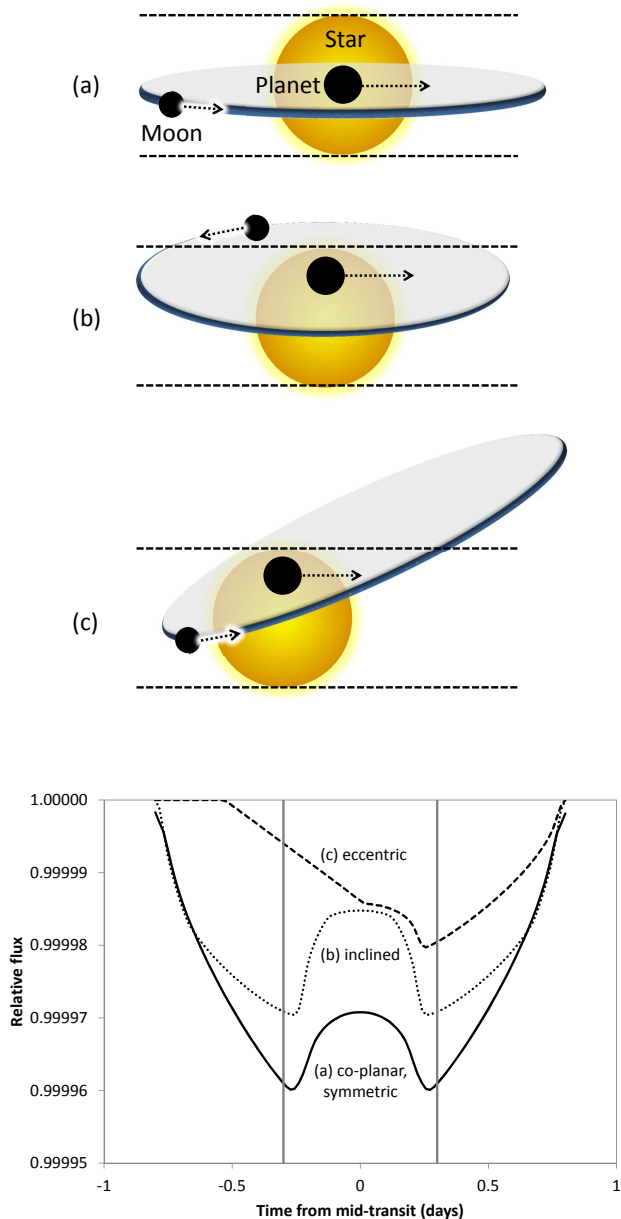 Star
(a)
Planet
Moon
(b)
(c)
1.00000
0.99999
0.99998
0.99997
0.99996
0.99995
Relative flux
(c) eccentric
(b) inclined
(a) co-planar,
symmetric
-1
-0.5
0
0.5
1
Time from mid-transit (days)